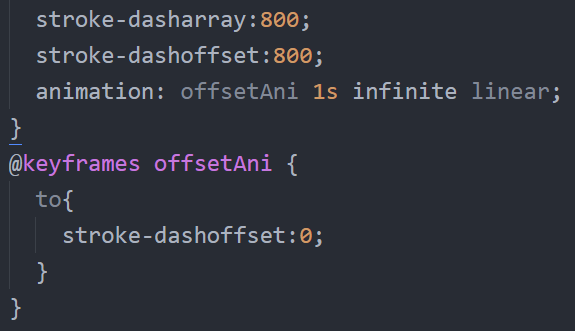 stroke-dasharray:800;
stroke-dashoffset:800;
animation: offsetAni 1s infinite linear;
}
@keyframes offsetAni {
to{
stroke-dashoffset:0;
}
}